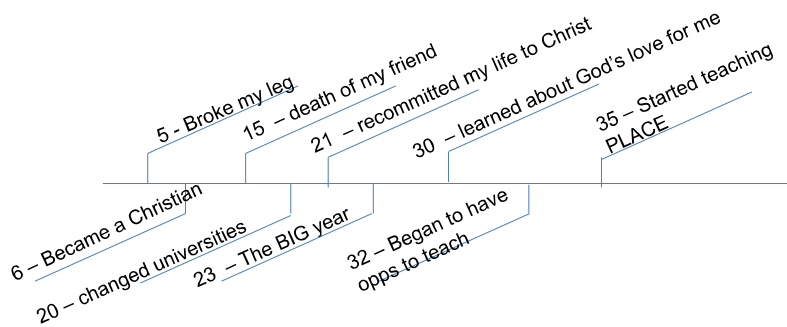 5 - Broke my leg
15 – death of my friend
21 – recommitted my life to Christ
30 – learned about God's love for me
35 – Started teaching
PLACE
6 – Became a Christian
20 – changed universities
23 – The BIG year
32 – Began to have
opps to teach